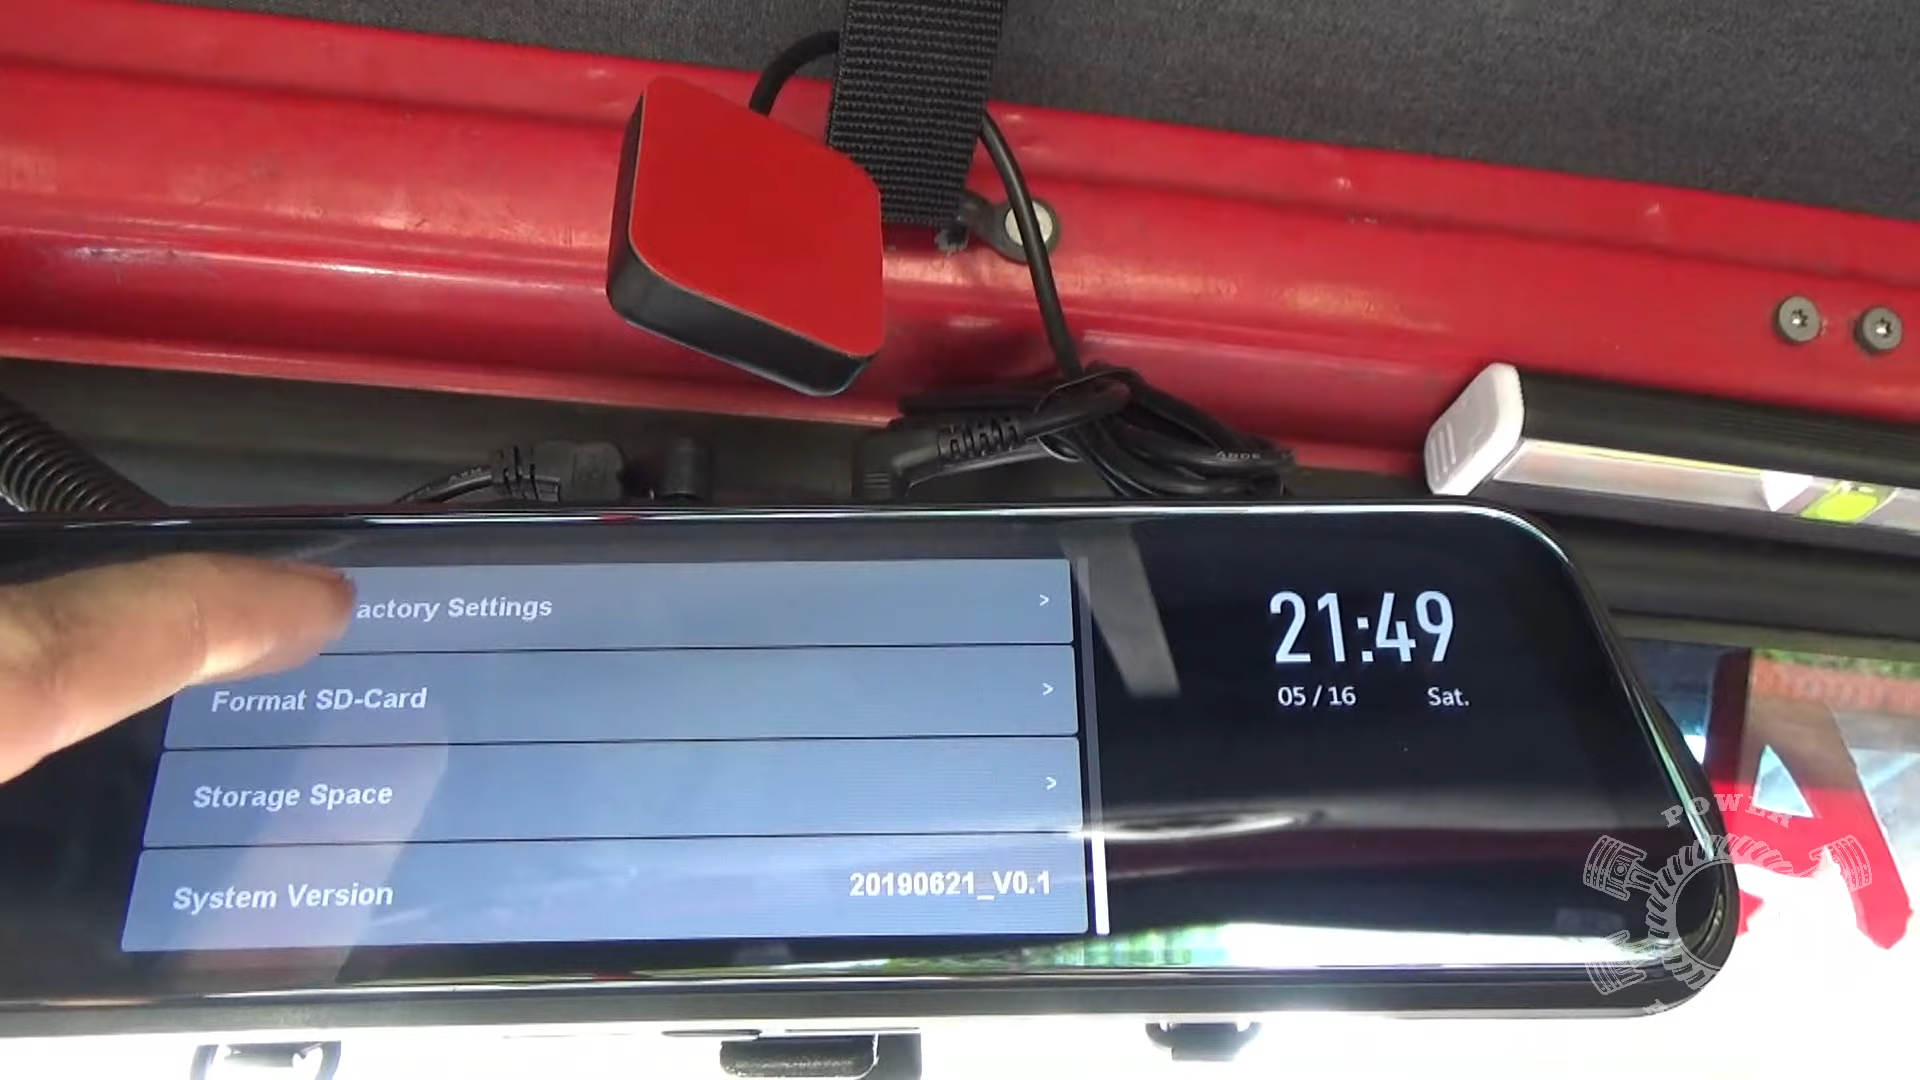 actory Settings >
21:49
05 / 16 Sat.
Format SD-Card >
Storage Space >
System Version 20190621_V0.1
POWER